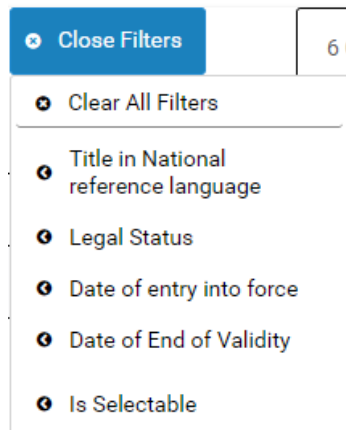 Close Filters
6
Clear All Filters
Title in National
reference language
Legal Status
Date of entry into force
Date of End of Validity
Is Selectable